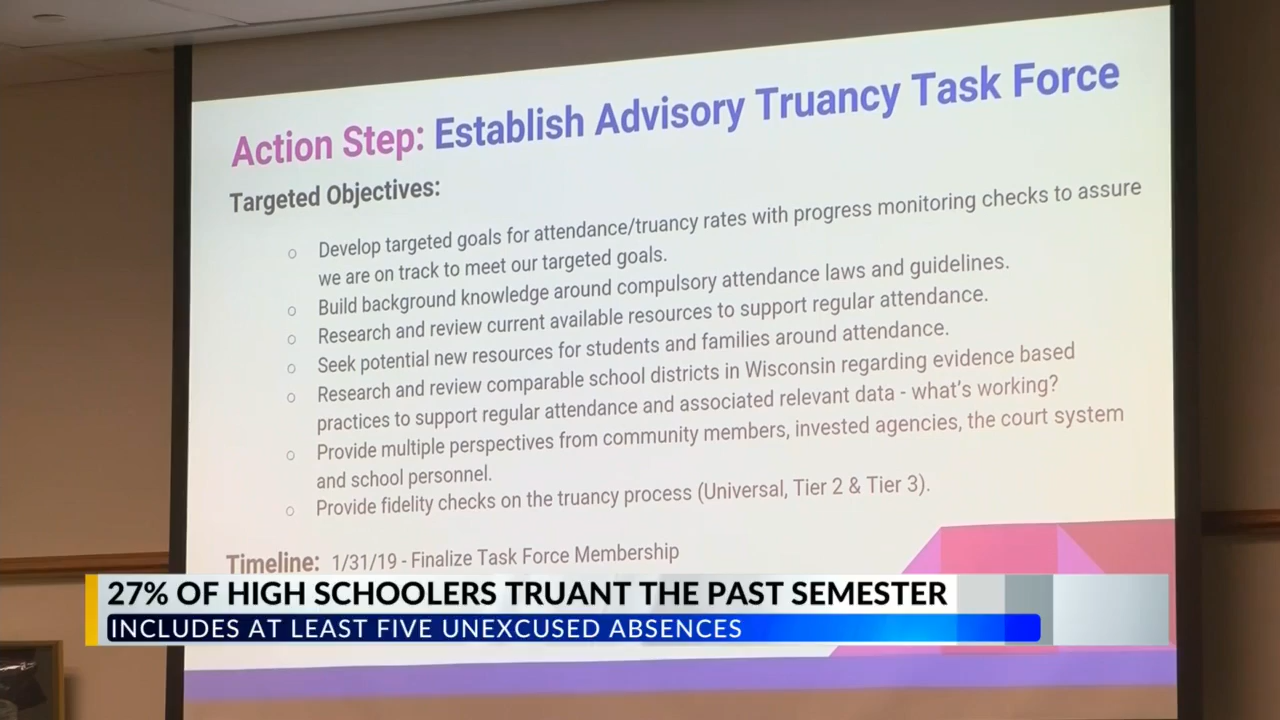 Action Step: Establish Advisory Truancy Task Force
Targeted Objectives:
○ Develop targeted goals for attendance/truancy rates with progress monitoring checks to assure
we are on track to meet our targeted goals.
○ Build background knowledge around compulsory attendance laws and guidelines.
○ Research and review current available resources to support regular attendance.
○ Seek potential new resources for students and families around attendance.
○ Research and review comparable school districts in Wisconsin regarding evidence based
practices to support regular attendance and associated relevant data - what's working?
○ Provide multiple perspectives from community members, invested agencies, the court system
and school personnel.
○ Provide fidelity checks on the truancy process (Universal, Tier 2 & Tier 3).
Timeline: 1/31/19 - Finalize Task Force Membership
27% OF HIGH SCHOOLERS TRUANT THE PAST SEMESTER
INCLUDES AT LEAST FIVE UNEXCUSED ABSENCES